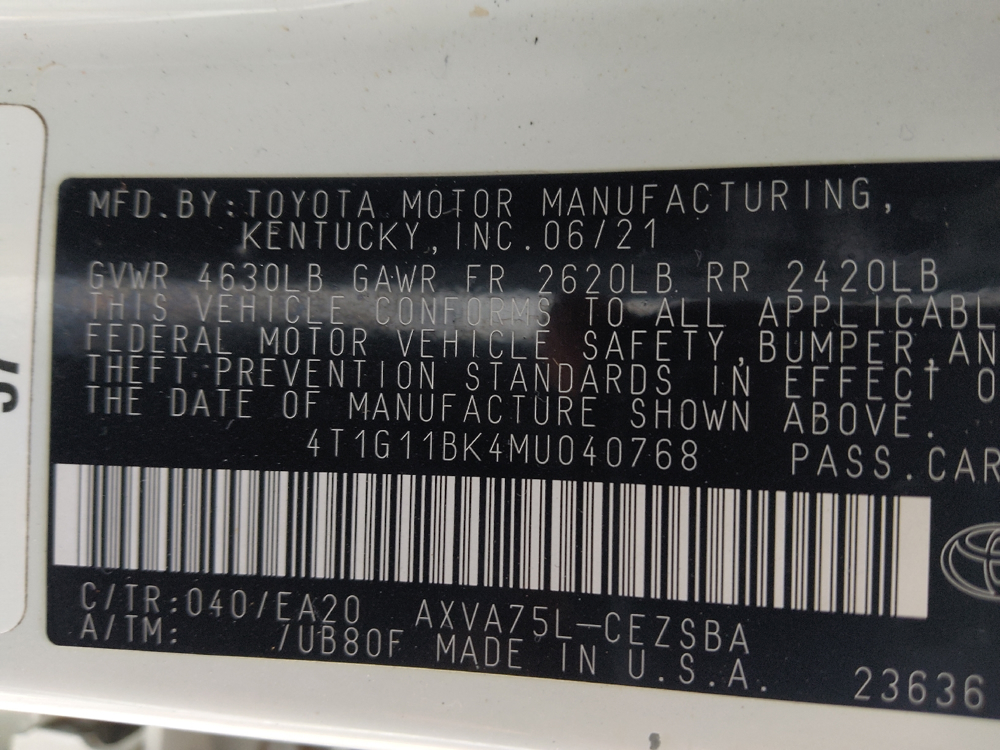 MFD.BY:TOYOTA MOTOR MANUFACTURING,
KENTUCKY,INC.06/21
GVWR 4630LB GAWR FR 2620LB RR 2420LB
THIS VEHICLE CONFORMS TO ALL APPLICABL
FEDERAL MOTOR VEHICLE SAFETY,BUMPER,AN
THEFT PREVENTION STANDARDS IN EFFECT O
THE DATE OF MANUFACTURE SHOWN ABOVE.
4T1G11BK4MU040768 PASS.CAR
C/TR:040/EA20 AXVA75L-CEZSBA
A/TM: /UB80F MADE IN U.S.A.
23636